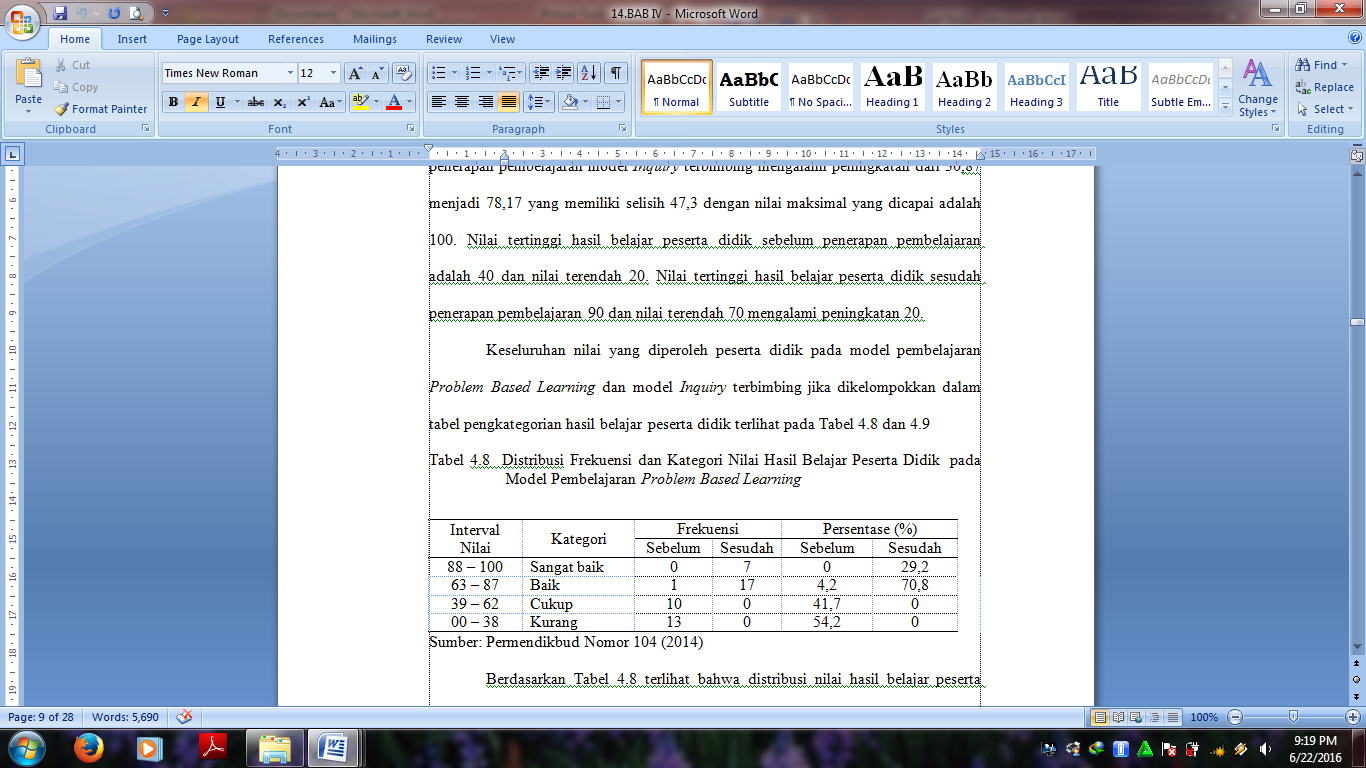 14.BAB IV - Microsoft Word
Home Insert Page Layout References Mailings Review View
Paste
Cut
Copy
Format Painter
Clipboard
Times New Roman 12
Font
Paragraph
AaBbCcDc AaBbC AaBbCcDc AaB AaBb AaBbCcI AaB AaBbCcDc
¶ Normal Subtitle ¶ No Spaci... Heading 1 Heading 2 Heading 3 Title Subtle Em...
Styles
Change Styles
Find
Replace
Select
Editing
penerapan pembelajaran model Inquiry terbimbing mengalami peningkatan dari 30,87
menjadi 78,17 yang memiliki selisih 47,3 dengan nilai maksimal yang dicapai adalah
100. Nilai tertinggi hasil belajar peserta didik sebelum penerapan pembelajaran
adalah 40 dan nilai terendah 20. Nilai tertinggi hasil belajar peserta didik sesudah
penerapan pembelajaran 90 dan nilai terendah 70 mengalami peningkatan 20.
Keseluruhan nilai yang diperoleh peserta didik pada model pembelajaran
Problem Based Learning dan model Inquiry terbimbing jika dikelompokkan dalam
tabel pengkategorian hasil belajar peserta didik terlihat pada Tabel 4.8 dan 4.9
Tabel 4.8 Distribusi Frekuensi dan Kategori Nilai Hasil Belajar Peserta Didik pada
Model Pembelajaran Problem Based Learning
Interval Nilai Kategori Frekuensi Persentase (%)
Sebelum Sesudah Sebelum Sesudah
88 – 100 Sangat baik 0 7 0 29,2
63 – 87 Baik 1 17 4,2 70,8
39 – 62 Cukup 10 0 41,7 0
00 – 38 Kurang 13 0 54,2 0
Sumber: Permendikbud Nomor 104 (2014)
Berdasarkan Tabel 4.8 terlihat bahwa distribusi nilai hasil belajar peserta
Page: 9 of 28 Words: 5,690 100%
9:19 PM
6/22/2016